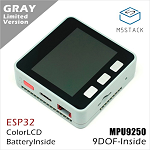 GRAY Limited
Version
M5STACK
ESP32
ColorLCD
BatteryInside
MPU9250
9DOF-Inside